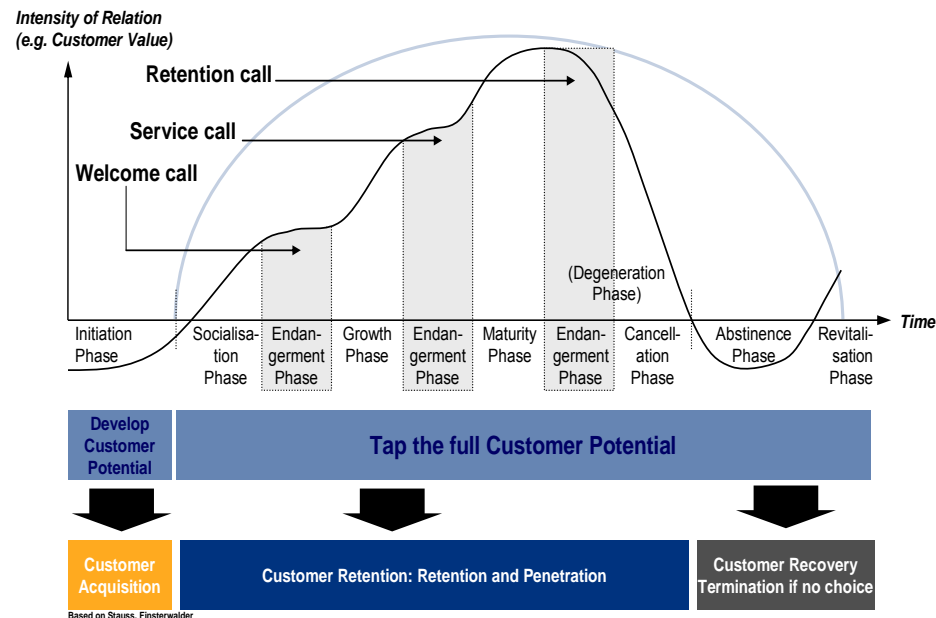 Intensity of Relation
(e.g. Customer Value)
Retention call
Service call
Welcome call
(Degeneration
Phase)
Time
Initiation
Phase
Socialisa-
tion
Phase
Endan-
germent
Phase
Growth
Phase
Endan-
germent
Phase
Maturity
Phase
Endan-
germent
Phase
Cancell-
ation
Phase
Abstinence
Phase
Revitali-
sation
Phase
Develop
Customer
Potential
Tap the full Customer Potential
Customer
Acquisition
Customer Retention: Retention and Penetration
Customer Recovery
Termination if no choice
Based on Stauss, Finsterwalder